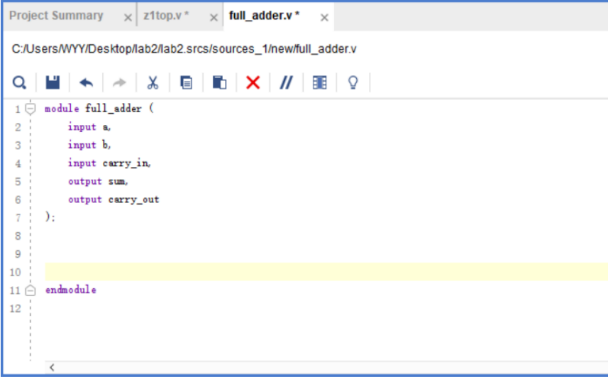 Project Summary × z1top.v * × full_adder.v * ×
C:/Users/WYY/Desktop/lab2/lab2.srcs/sources_1/new/full_adder.v
1 module full_adder (
2 input a,
3 input b,
4 input carry_in,
5 output sum,
6 output carry_out
7 );
8
9
10
11 endmodule
12